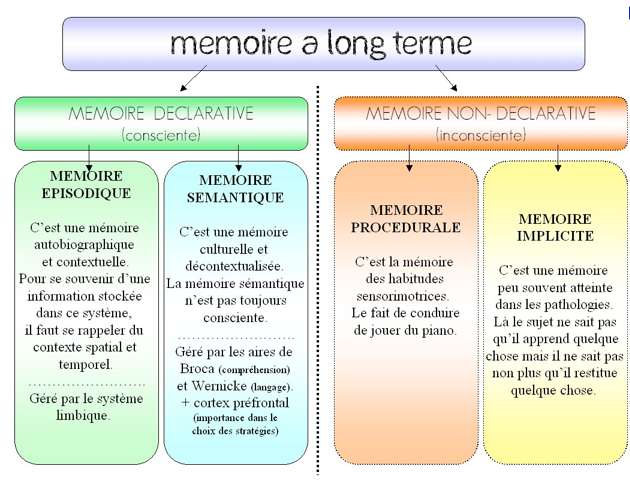 memoire a long terme
MEMOIRE DECLARATIVE
(consciente)
MEMOIRE NON- DECLARATIVE
(inconsciente)
MEMOIRE
EPISODIQUE
C'est une mémoire
autobiographique
et contextuelle.
Pour se souvenir d'une
information stockée
dans ce système,
il faut se rappeler du
contexte spatial et
temporel.
Géré par le système
limbique.
MEMOIRE
SEMANTIQUE
C'est une mémoire
culturelle et
décontextualisée.
La mémoire sémantique
n'est pas toujours
consciente.
Géré par les aires de
Broca (compréhension)
et Wernicke (langage).
+ cortex préfrontal
(importance dans le
choix des stratégies)
MEMOIRE
PROCEDURALE
C'est la mémoire
des habitudes
sensorimotrices.
Le fait de conduire
de jouer du piano.
MEMOIRE
IMPLICITE
C'est une mémoire
peu souvent atteinte
dans les pathologies.
Là le sujet ne sait pas
qu'il apprend quelque
chose mais il ne sait pas
non plus qu'il restitue
quelque chose.